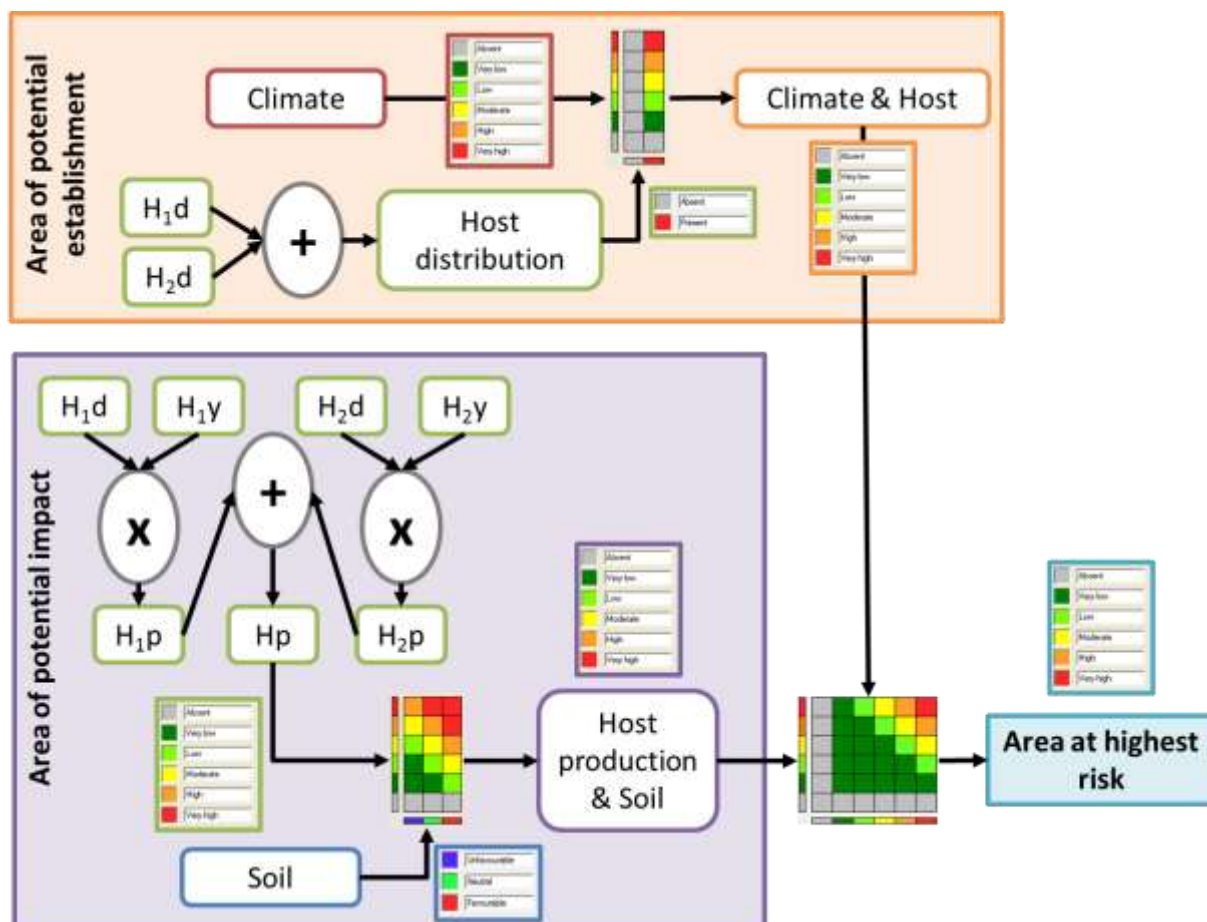 Area of potential
establishment
Climate
Absent
Very low
Low
Moderate
High
Very high
Climate & Host
Absent
Very low
Low
Moderate
High
Very high
H₁d
H₂d
+
Host
distribution
Absent
Present
Area of potential impact
H₁d
H₁y
H₂d
H₂y
x
+
x
H₁p
Hp
H₂p
Absent
Very low
Low
Moderate
High
Very high
Absent
Very low
Low
Moderate
High
Very high
Soil
Unfavourable
Neutral
Favourable
Host
production
& Soil
Absent
Very low
Low
Moderate
High
Very high
Area at highest
risk